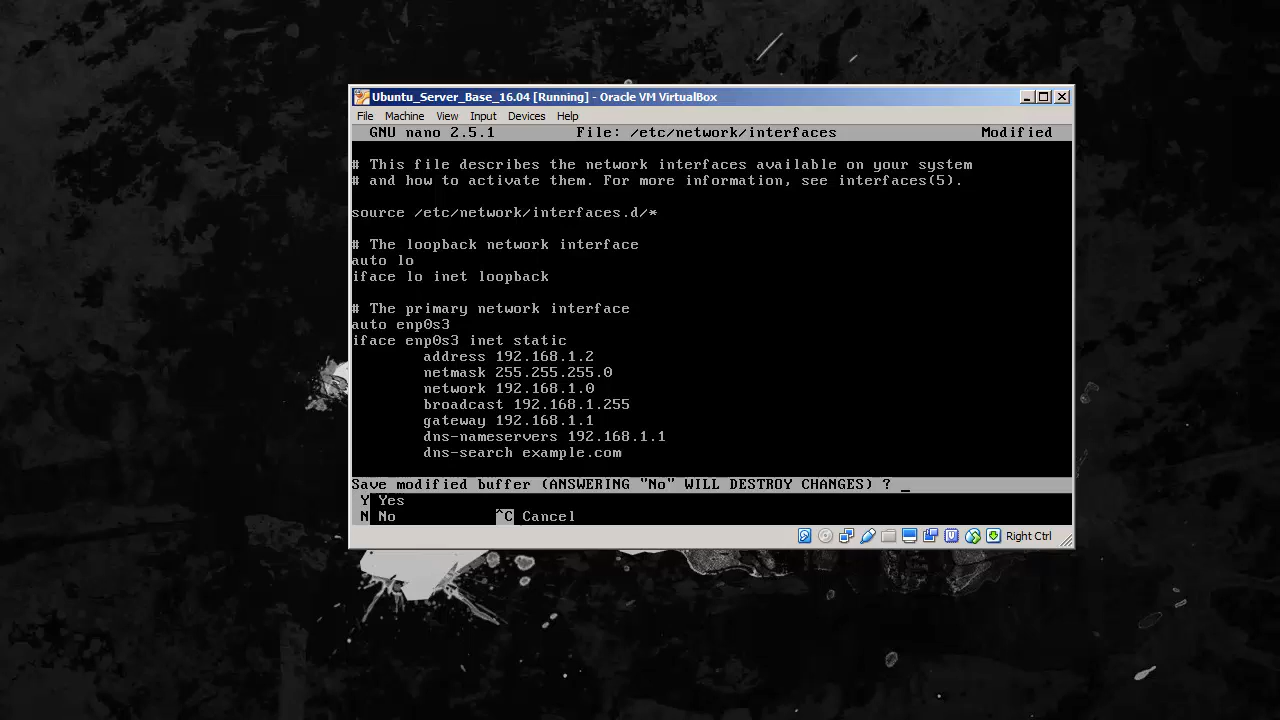 Ubuntu_Server_Base_16.04 [Running] - Oracle VM VirtualBox
File Machine View Input Devices Help
GNU nano 2.5.1 File: /etc/network/interfaces Modified
# This file describes the network interfaces available on your system
# and how to activate them. For more information, see interfaces(5).
source /etc/network/interfaces.d/*
# The loopback network interface
auto lo
iface lo inet loopback
# The primary network interface
auto enp0s3
iface enp0s3 inet static
address 192.168.1.2
netmask 255.255.255.0
network 192.168.1.0
broadcast 192.168.1.255
gateway 192.168.1.1
dns-nameservers 192.168.1.1
dns-search example.com
Save modified buffer (ANSWERING "No" WILL DESTROY CHANGES) ? _
Y Yes
N No ^C Cancel
Right Ctrl